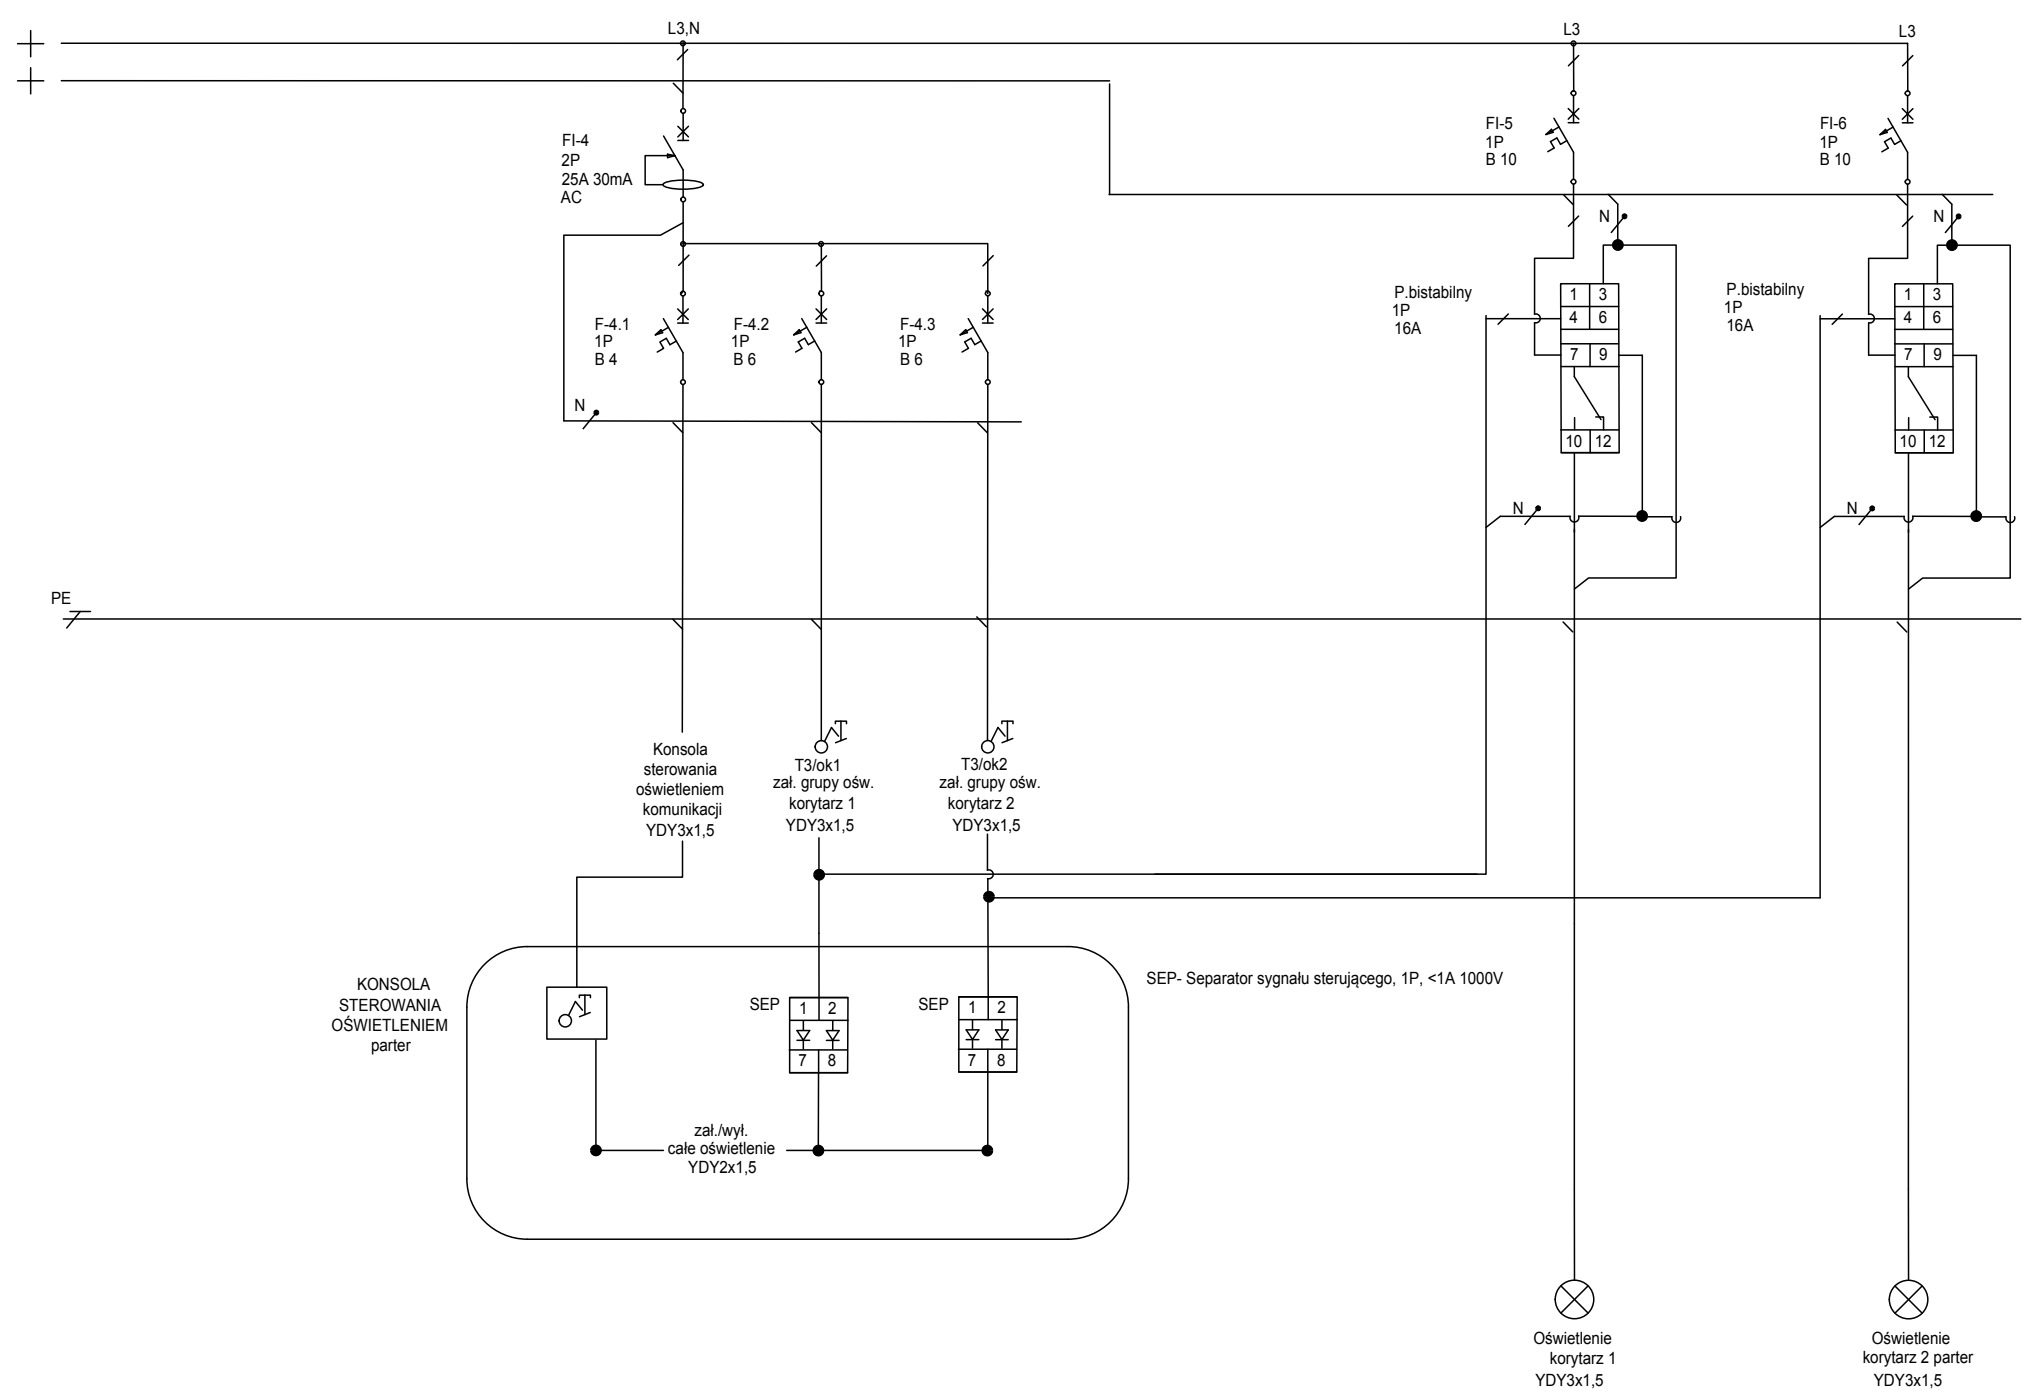 L3,N
L3
L3
FI-4
2P
25A 30mA
AC
FI-5
1P
B 10
FI-6
1P
B 10
N
N
F-4.1
1P
B 4
F-4.2
1P
B 6
F-4.3
1P
B 6
N
P.bistabilny
1P
16A
1 3
4 6
7 9
10 12
P.bistabilny
1P
16A
1 3
4 6
7 9
10 12
N
N
PE
Konsola
sterowania
oświetleniem
komunikacji
YDY3x1,5
T3/ok1
zał. grupy ośw.
korytarz 1
YDY3x1,5
T3/ok2
zał. grupy ośw.
korytarz 2
YDY3x1,5
KONSOLA
STEROWANIA
OŚWIETLENIEM
parter
SEP
1 2
7 8
SEP
1 2
7 8
SEP- Separator sygnału sterującego, 1P, <1A 1000V
zał./wył.
całe oświetlenie
YDY2x1,5
Oświetlenie
korytarz 1
YDY3x1,5
Oświetlenie
korytarz 2 parter
YDY3x1,5